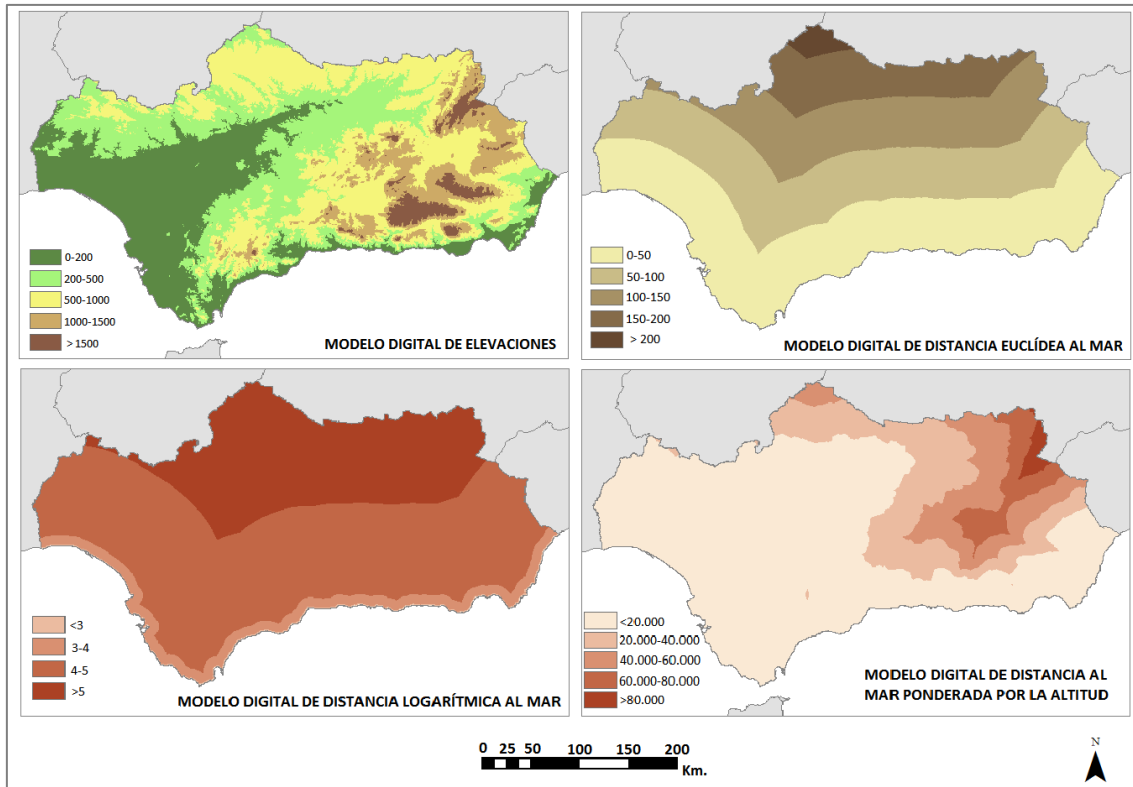 0-200
200-500
500-1000
1000-1500
> 1500
MODELO DIGITAL DE ELEVACIONES
0-50
50-100
100-150
150-200
> 200
MODELO DIGITAL DE DISTANCIA EUCLÍDEA AL MAR
<3
3-4
4-5
>5
MODELO DIGITAL DE DISTANCIA LOGARÍTMICA AL MAR
<20.000
20.000-40.000
40.000-60.000
60.000-80.000
>80.000
MODELO DIGITAL DE DISTANCIA AL
MAR PONDERADA POR LA ALTITUD
0 25 50 100 150 200
Km.
N